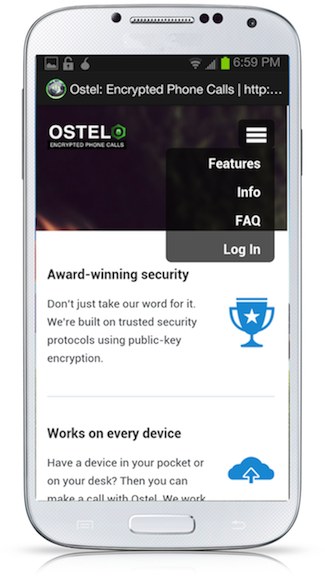 6:59 PM
Ostel: Encrypted Phone Calls | http:...
OSTEL
ENCRYPTED PHONE CALLS
Features
Info
FAQ
Log In
Award-winning security
Don't just take our word for it.
We're built on trusted security
protocols using public-key
encryption.
Works on every device
Have a device in your pocket or
on your desk? Then you can
make a call with Ostel. We work